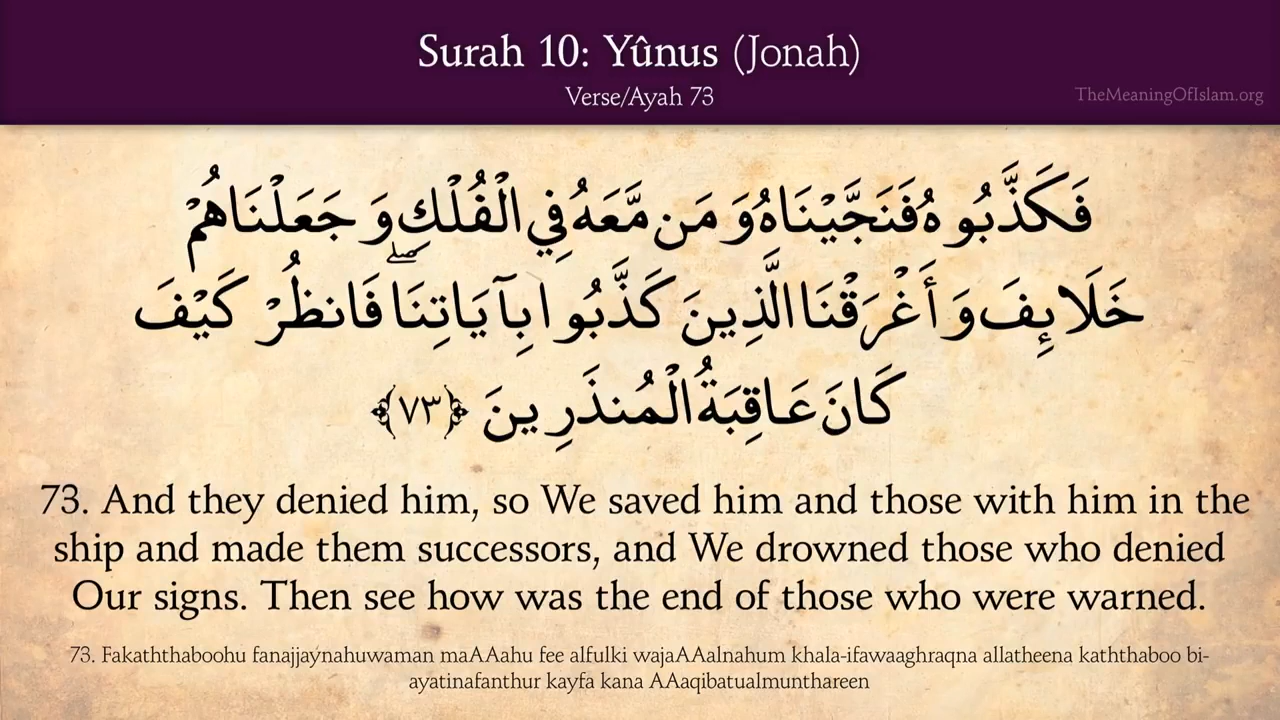 Surah 10: Yûnus (Jonah)
Verse/Ayah 73
TheMeaningOfIslam.org
فَكَذَّبُوهُ فَنَجَّيْنَاهُ وَمَن مَّعَهُ فِي الْفُلْكِ وَجَعَلْنَاهُمْ
خَلَائِفَ وَأَغْرَقْنَا الَّذِينَ كَذَّبُوا بِآيَاتِنَا ۖ فَانظُرْ كَيْفَ
كَانَ عَاقِبَةُ الْمُنذَرِينَ ﴿٧٣﴾
73. And they denied him, so We saved him and those with him in the
ship and made them successors, and We drowned those who denied
Our signs. Then see how was the end of those who were warned.
73. Fakaththaboohu fanajjaynahuwaman maAAahu fee alfulki wajaAAalnahum khala-ifawaaghraqna allatheena kaththaboo bi-
ayatinafanthur kayfa kana AAaqibatualmunthareen